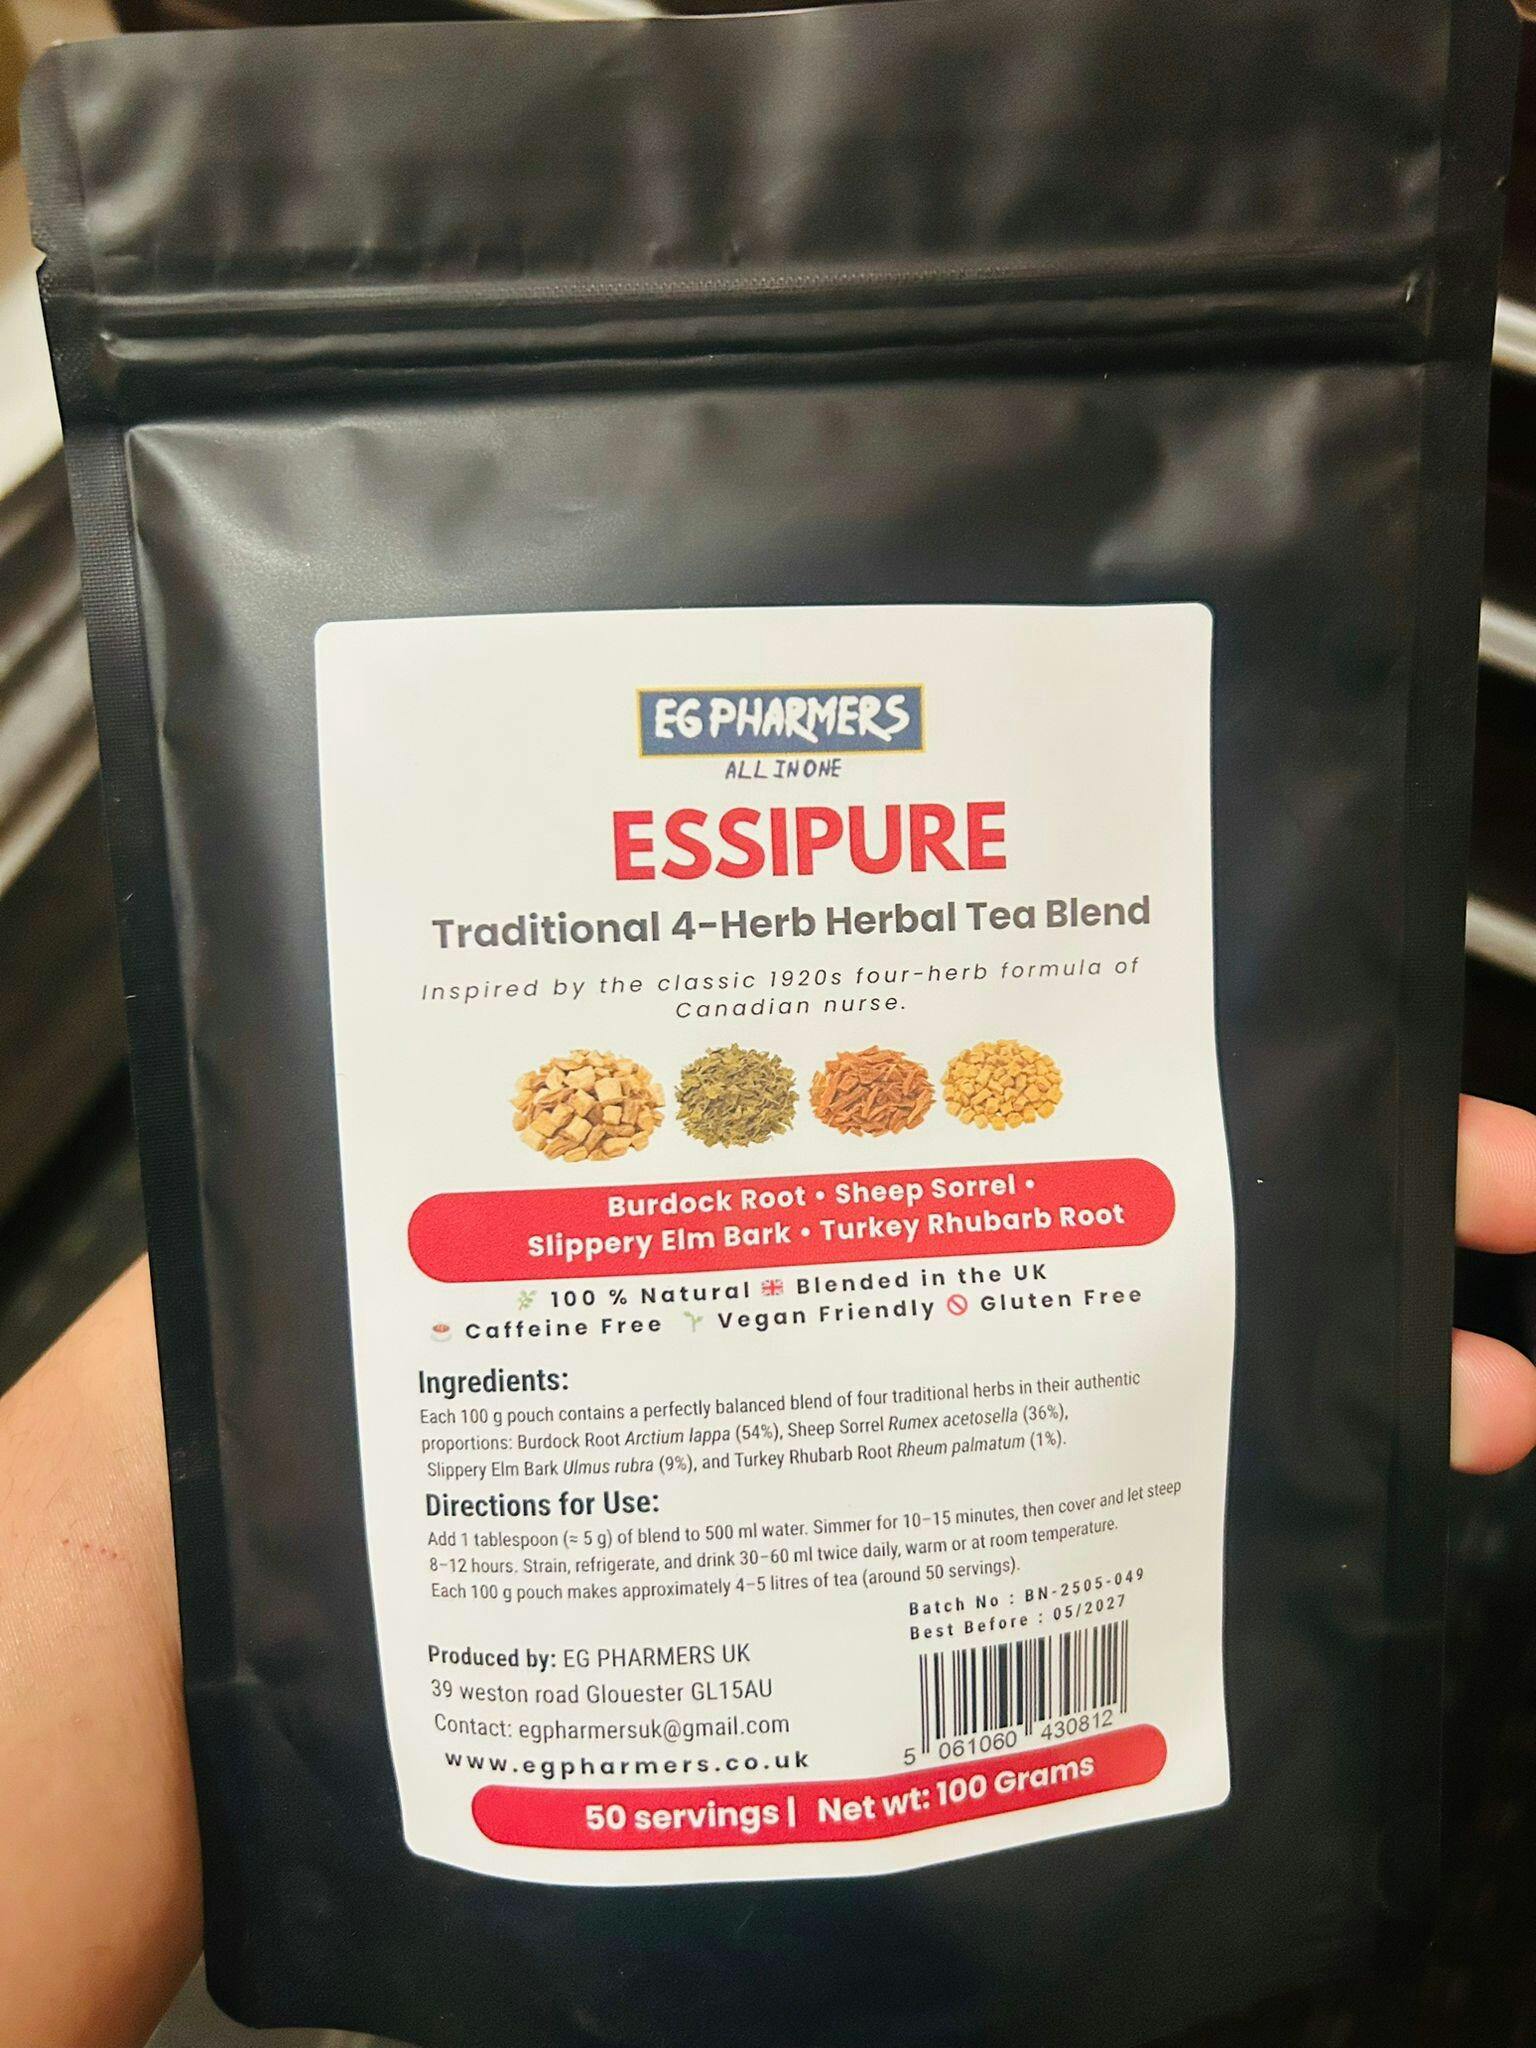 EG PHARMERS
ALL IN ONE
ESSIPURE
Traditional 4-Herb Herbal Tea Blend
Inspired by the classic 1920s four-herb formula of
Canadian nurse.
Burdock Root • Sheep Sorrel •
Slippery Elm Bark • Turkey Rhubarb Root
100 % Natural 🇬🇧 Blended in the UK
Caffeine Free Vegan Friendly Gluten Free
Ingredients:
Each 100 g pouch contains a perfectly balanced blend of four traditional herbs in their authentic
proportions: Burdock Root Arctium lappa (54%), Sheep Sorrel Rumex acetosella (36%),
Slippery Elm Bark Ulmus rubra (9%), and Turkey Rhubarb Root Rheum palmatum (1%).
Directions for Use:
Add 1 tablespoon (≈ 5 g) of blend to 500 ml water. Simmer for 10–15 minutes, then cover and let steep
8–12 hours. Strain, refrigerate, and drink 30–60 ml twice daily, warm or at room temperature.
Each 100 g pouch makes approximately 4–5 litres of tea (around 50 servings).
Batch No : BN-2505-049
Best Before : 05/2027
Produced by: EG PHARMERS UK
39 weston road Glouester GL15AU
Contact: egpharmersuk@gmail.com
www.egpharmers.co.uk
5 061060 430812
50 servings | Net wt: 100 Grams